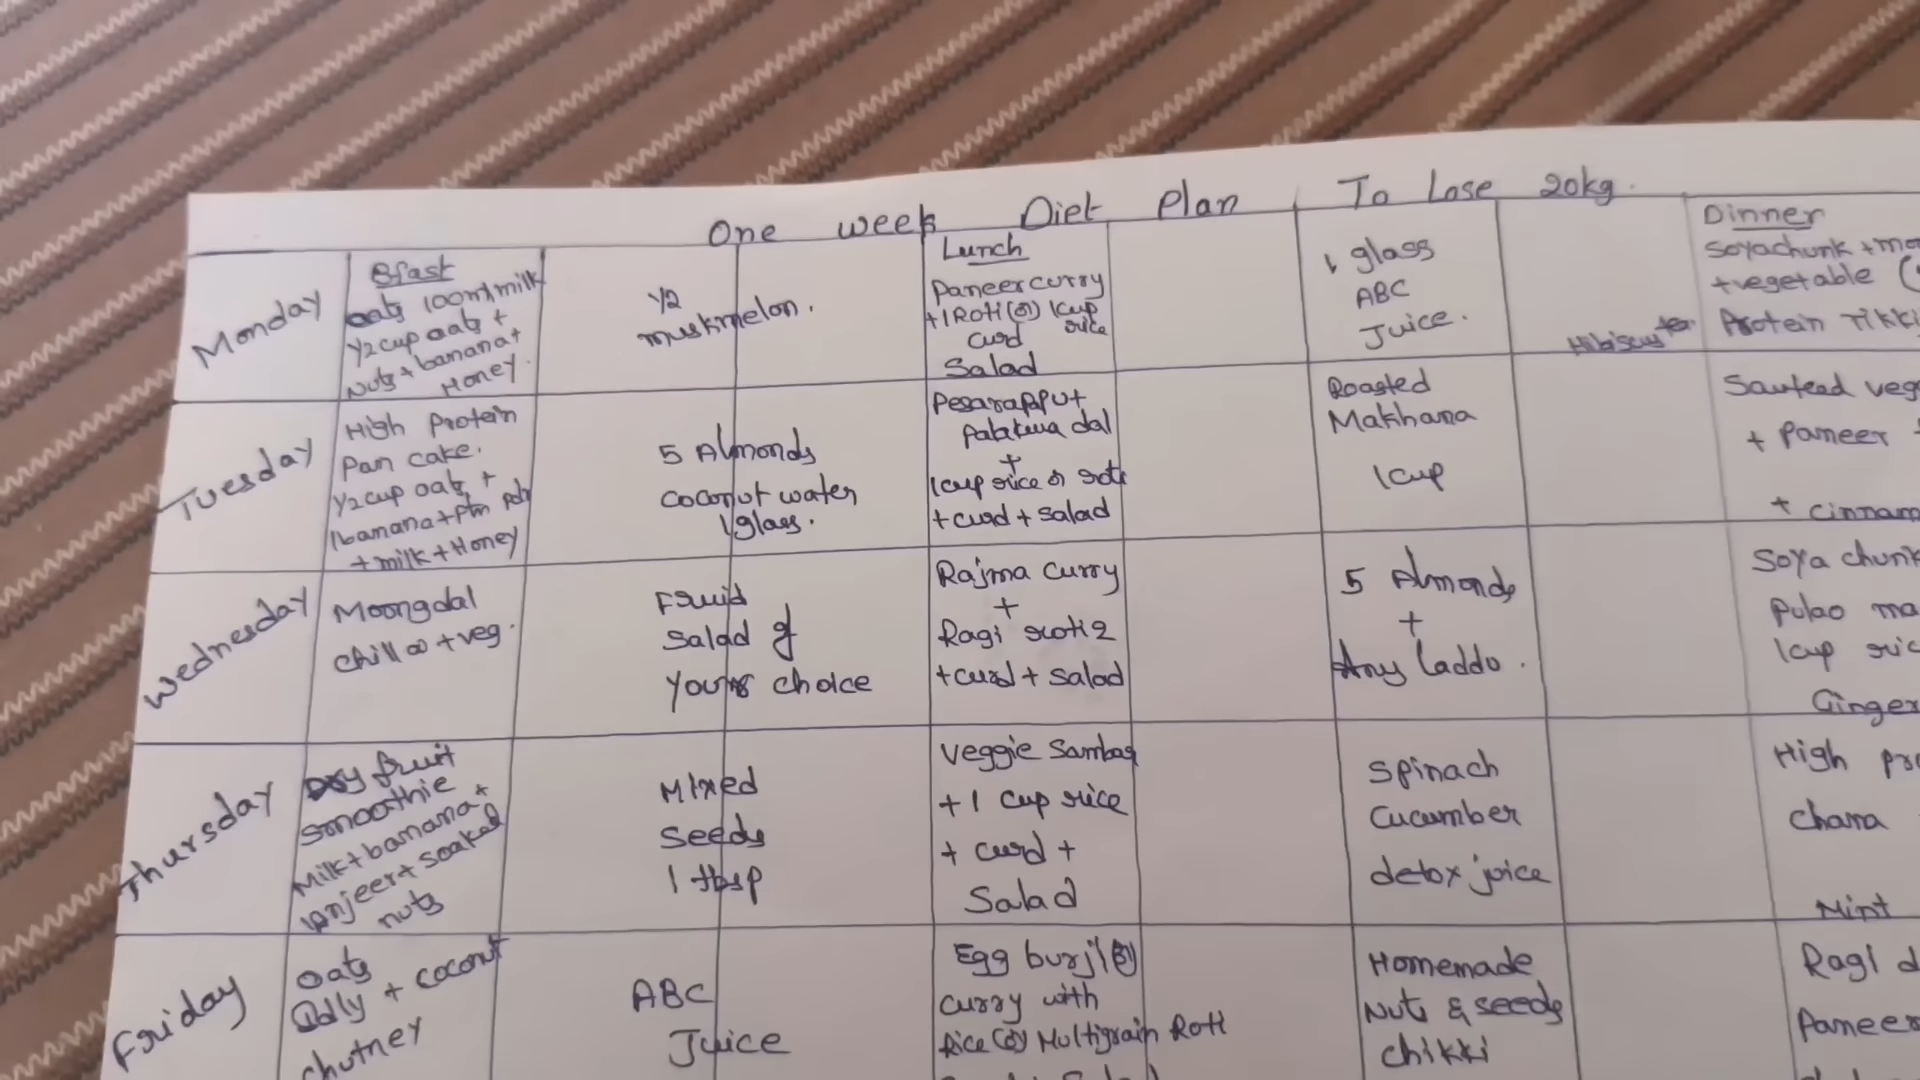 One week Diet Plan To Lose 20kg.
Monday
Bfast
oats 100ml milk
1/2 cup oats +
Nuts + banana +
Honey.
1/2
muskmelon.
Lunch
Paneer curry
+ 1 Roti (or) 1 cup
rice
curd
Salad
1 glass
ABC
Juice.
Hibiscus tea
Dinner
Soyachunk +
+ vegetable
Protein Tikki
Tuesday
High Protein
Pan cake.
1/2 cup oats +
1 banana + ptn pdr
+ milk + Honey
5 Almonds
coconut water
1 glass.
Pesarapapu +
Palakura dal
+
1 cup rice or roti
+ curd + salad
Roasted
Makhana
1 cup
Sautead
+ Paneer
+
Wednesday
Moongdal
chilla + veg.
Fruid
Salad of
yours choice
Rajma curry
+
Ragi roti 2
+ curd + salad
5 Almonds
+
Any laddo.
Soya chunk
Pulao
1 cup
Ginger
Thursday
Dry fruit
Smoothie
Milk + banana +
anjeer + soaked
nuts
Mixed
Seeds
1 tbsp
Veggie Sambar
+ 1 cup rice
+ curd +
Salad
Spinach
Cucumber
detox juice
High
chana
Mint
Friday
Oats
Idly + coconut
chutney
ABC
Juice
Egg burji (or)
curry with
Rice (or) Multigrain Roti
Homemade
Nuts & seeds
chikki
Ragi
Paneer